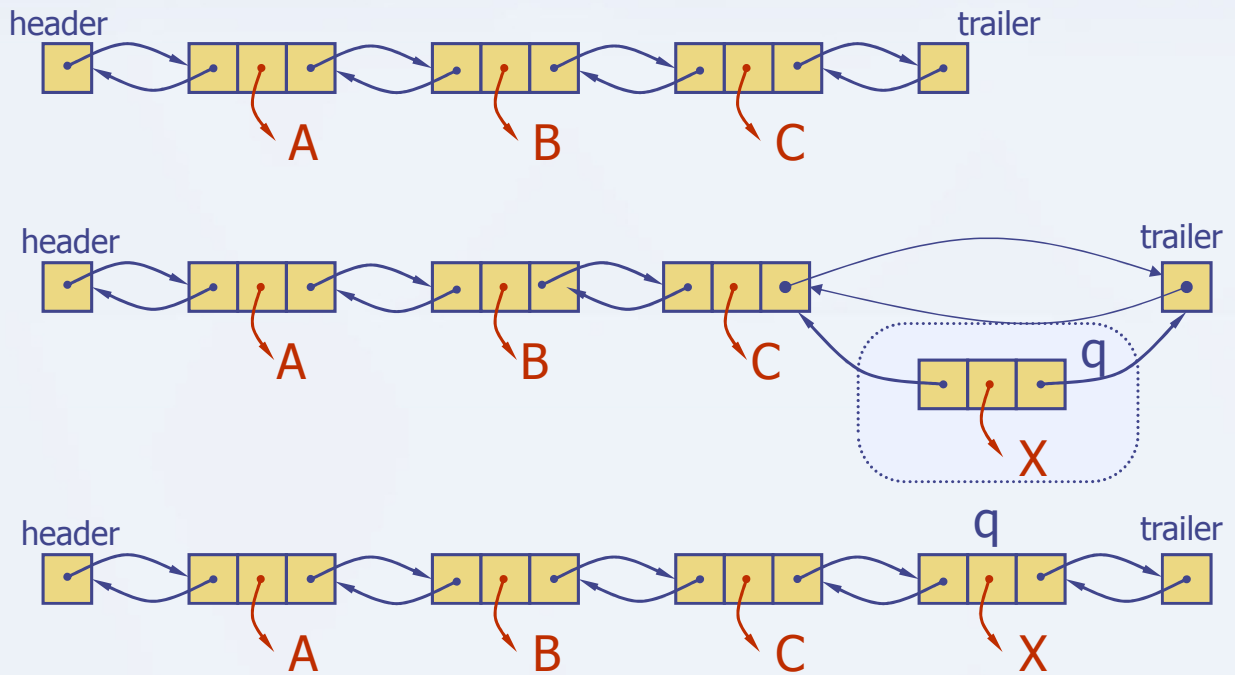 header trailer
A B C
header trailer
A B C q
X
header q trailer
A B C X